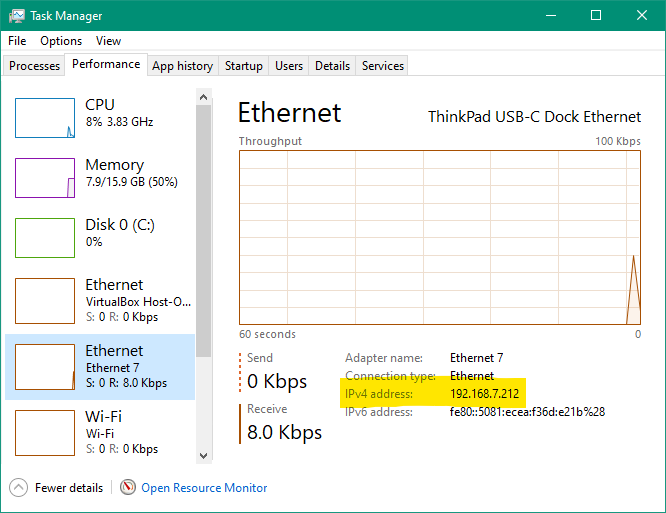 Task Manager
File Options View
Processes Performance App history Startup Users Details Services
CPU
8% 3.83 GHz
Memory
7.9/15.9 GB (50%)
Disk 0 (C:)
0%
Ethernet
VirtualBox Host-O...
S: 0 R: 0 Kbps
Ethernet
Ethernet 7
S: 0 R: 8.0 Kbps
Wi-Fi
Wi-Fi
S: 0 R: 0 Kbps
Ethernet ThinkPad USB-C Dock Ethernet
Throughput 100 Kbps
60 seconds 0
Send
0 Kbps
Receive
8.0 Kbps
Adapter name: Ethernet 7
Connection type: Ethernet
IPv4 address: 192.168.7.212
IPv6 address: fe80::5081:ecea:f36d:e21b%28
Fewer details Open Resource Monitor